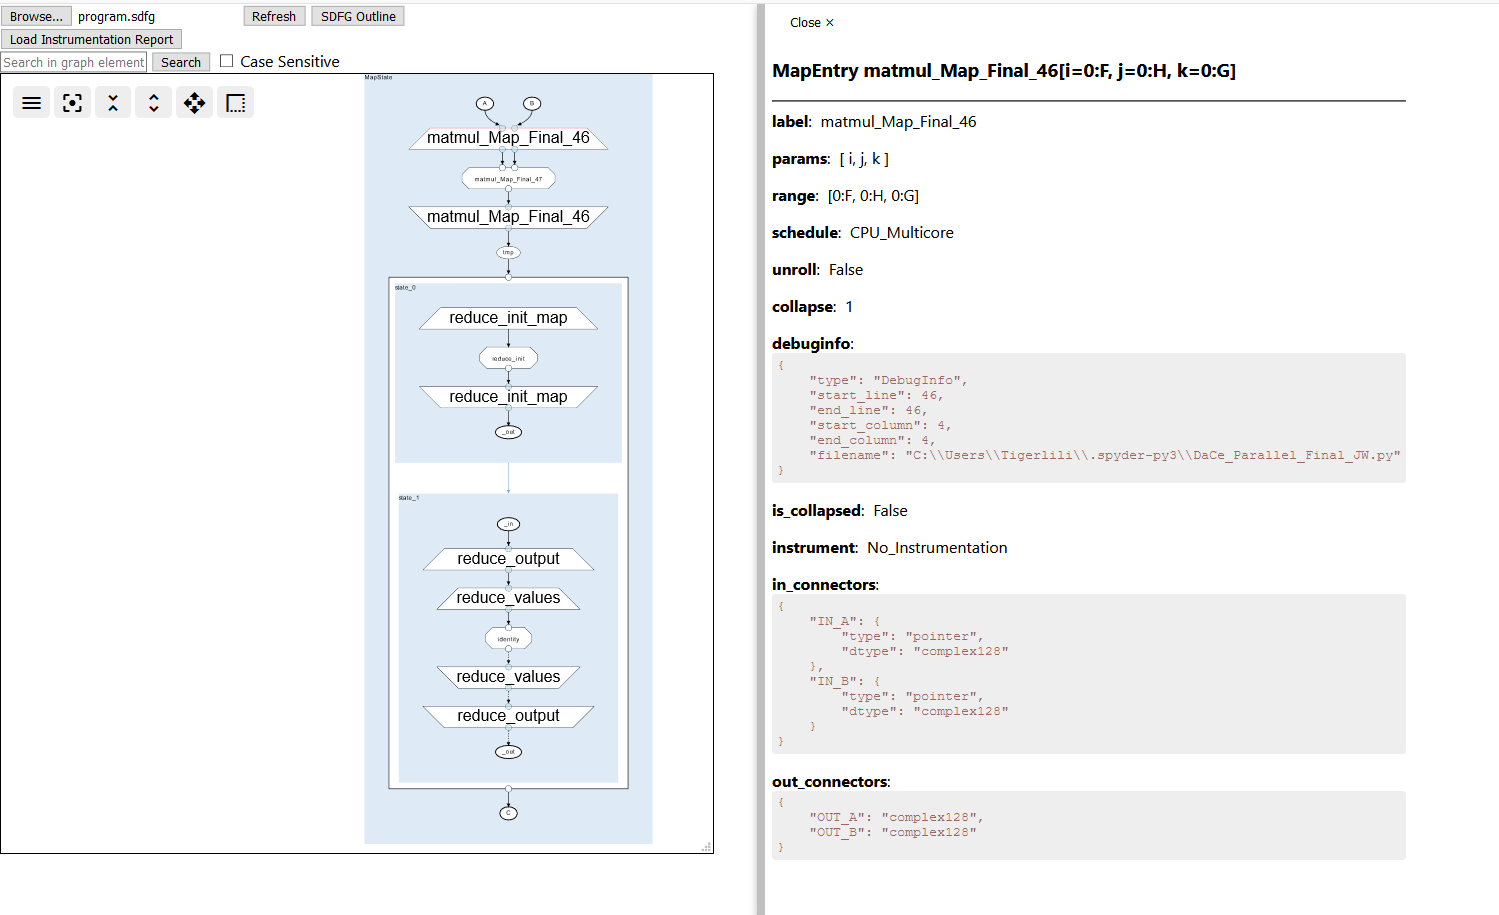 Browse... program.sdfg Refresh SDFG Outline
Load Instrumentation Report
Search in graph element Search Case Sensitive
MapState
A B
matmul_Map_Final_46
matmul_Map_Final_47
matmul_Map_Final_46
tmp
state_0
reduce_init_map
reduce_init
reduce_init_map
_out
state_1
_in
reduce_output
reduce_values
identity
reduce_values
reduce_output
_out
C
Close ×
MapEntry matmul_Map_Final_46[i=0:F, j=0:H, k=0:G]
label: matmul_Map_Final_46
params: [ i, j, k ]
range: [0:F, 0:H, 0:G]
schedule: CPU_Multicore
unroll: False
collapse: 1
debuginfo:
{
"type": "DebugInfo",
"start_line": 46,
"end_line": 46,
"start_column": 4,
"end_column": 4,
"filename": "C:\\Users\\Tigerlili\\.spyder-py3\\DaCe_Parallel_Final_JW.py"
}
is_collapsed: False
instrument: No_Instrumentation
in_connectors:
{
"IN_A": {
"type": "pointer",
"dtype": "complex128"
},
"IN_B": {
"type": "pointer",
"dtype": "complex128"
}
}
out_connectors:
{
"OUT_A": "complex128",
"OUT_B": "complex128"
}